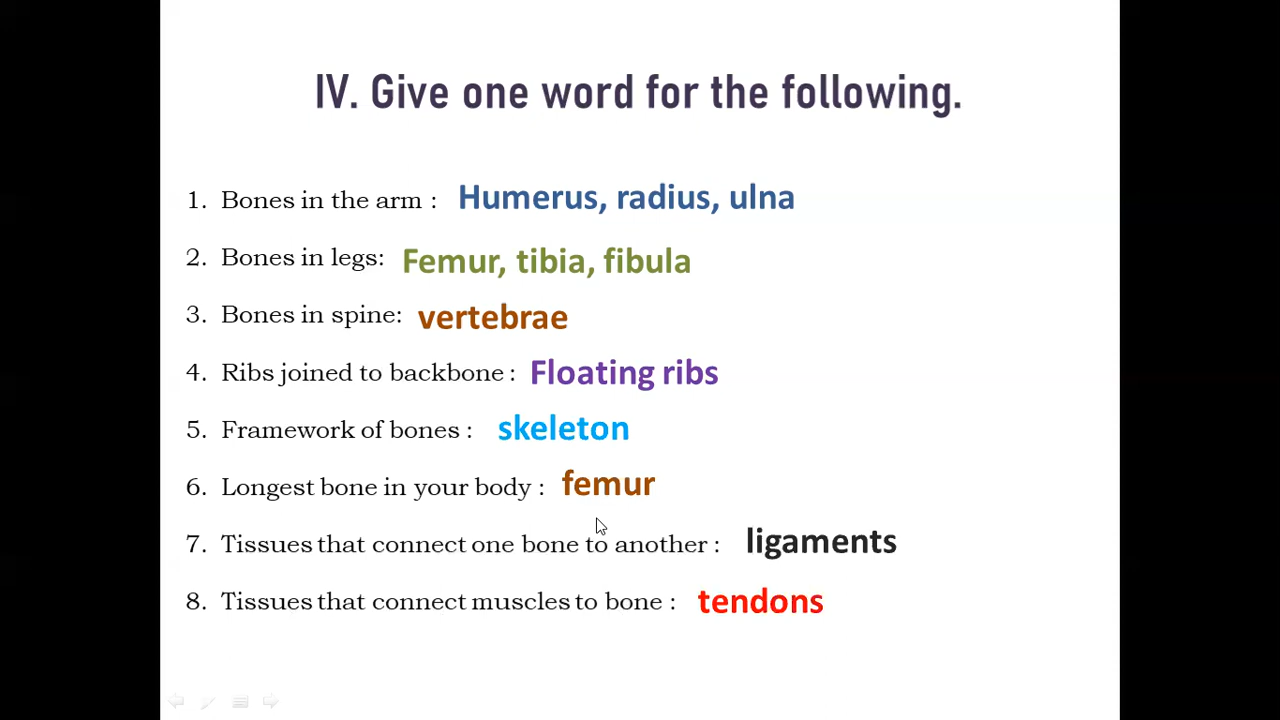 IV. Give one word for the following.
1. Bones in the arm : Humerus, radius, ulna
2. Bones in legs: Femur, tibia, fibula
3. Bones in spine: vertebrae
4. Ribs joined to backbone : Floating ribs
5. Framework of bones : skeleton
6. Longest bone in your body : femur
7. Tissues that connect one bone to another : ligaments
8. Tissues that connect muscles to bone : tendons